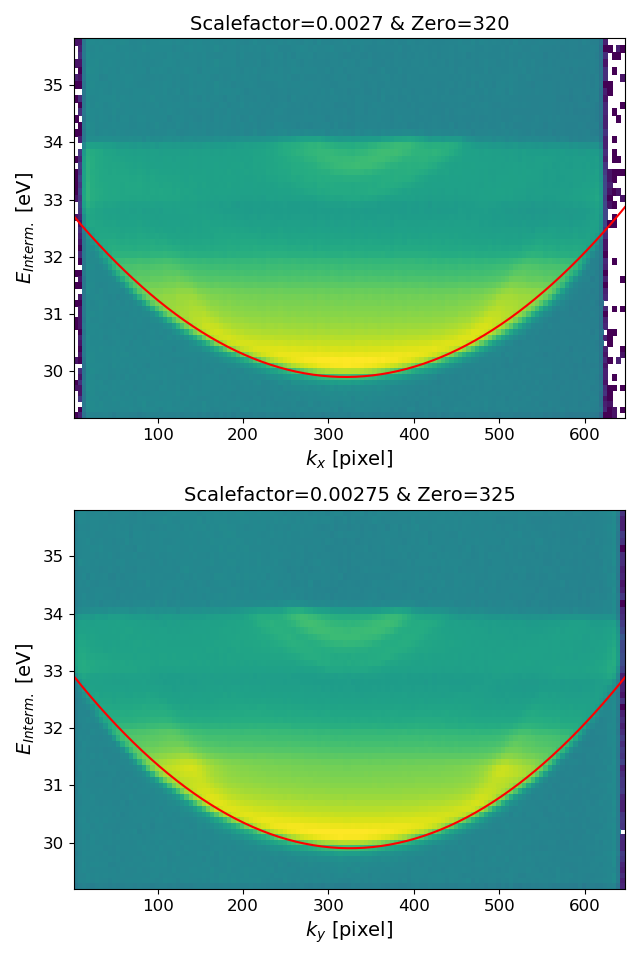 Scalefactor=0.0027 & Zero=320
35
34
33
32
31
30
E_Interm. [eV]
100 200 300 400 500 600
k_x [pixel]
Scalefactor=0.00275 & Zero=325
35
34
33
32
31
30
E_Interm. [eV]
100 200 300 400 500 600
k_y [pixel]